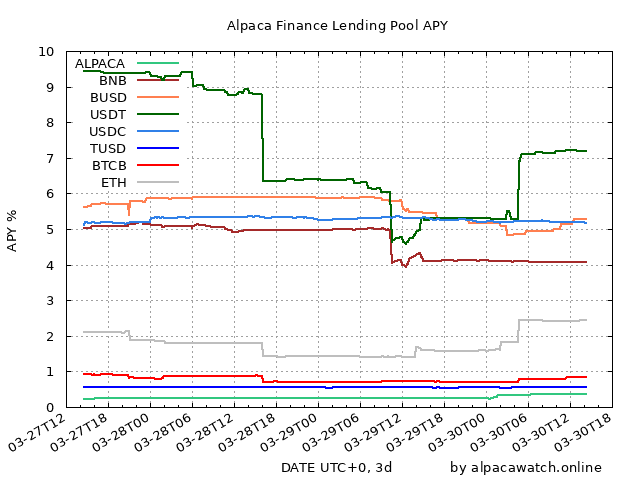 Alpaca Finance Lending Pool APY
10
9
8
7
6
5
4
3
2
1
0
APY %
ALPACA
BNB
BUSD
USDT
USDC
TUSD
BTCB
ETH
03-27T12
03-27T18
03-28T00
03-28T06
03-28T12
03-28T18
03-29T00
03-29T06
03-29T12
03-29T18
03-30T00
03-30T06
03-30T12
03-30T18
DATE UTC+0, 3d
by alpacawatch.online